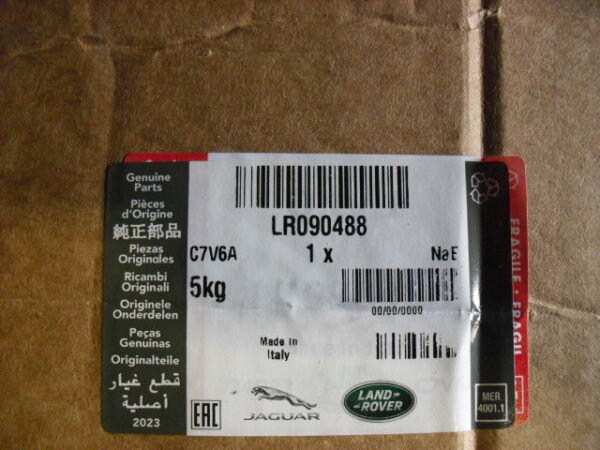 Genuine
Parts
Pièces
d'Origine
純正部品
Piezas
Originales
Ricambi
Originali
Originele
Onderdelen
Peças
Genuinas
Originalteile
قطع غيار
أصلية
2023
LR090488
C7V6A
1 x
NaE
5kg
00/00/0000
Made in
Italy
EAC
JAGUAR
LAND-
-ROVER
MER
4001.1
FRAGILE · FRAGIL